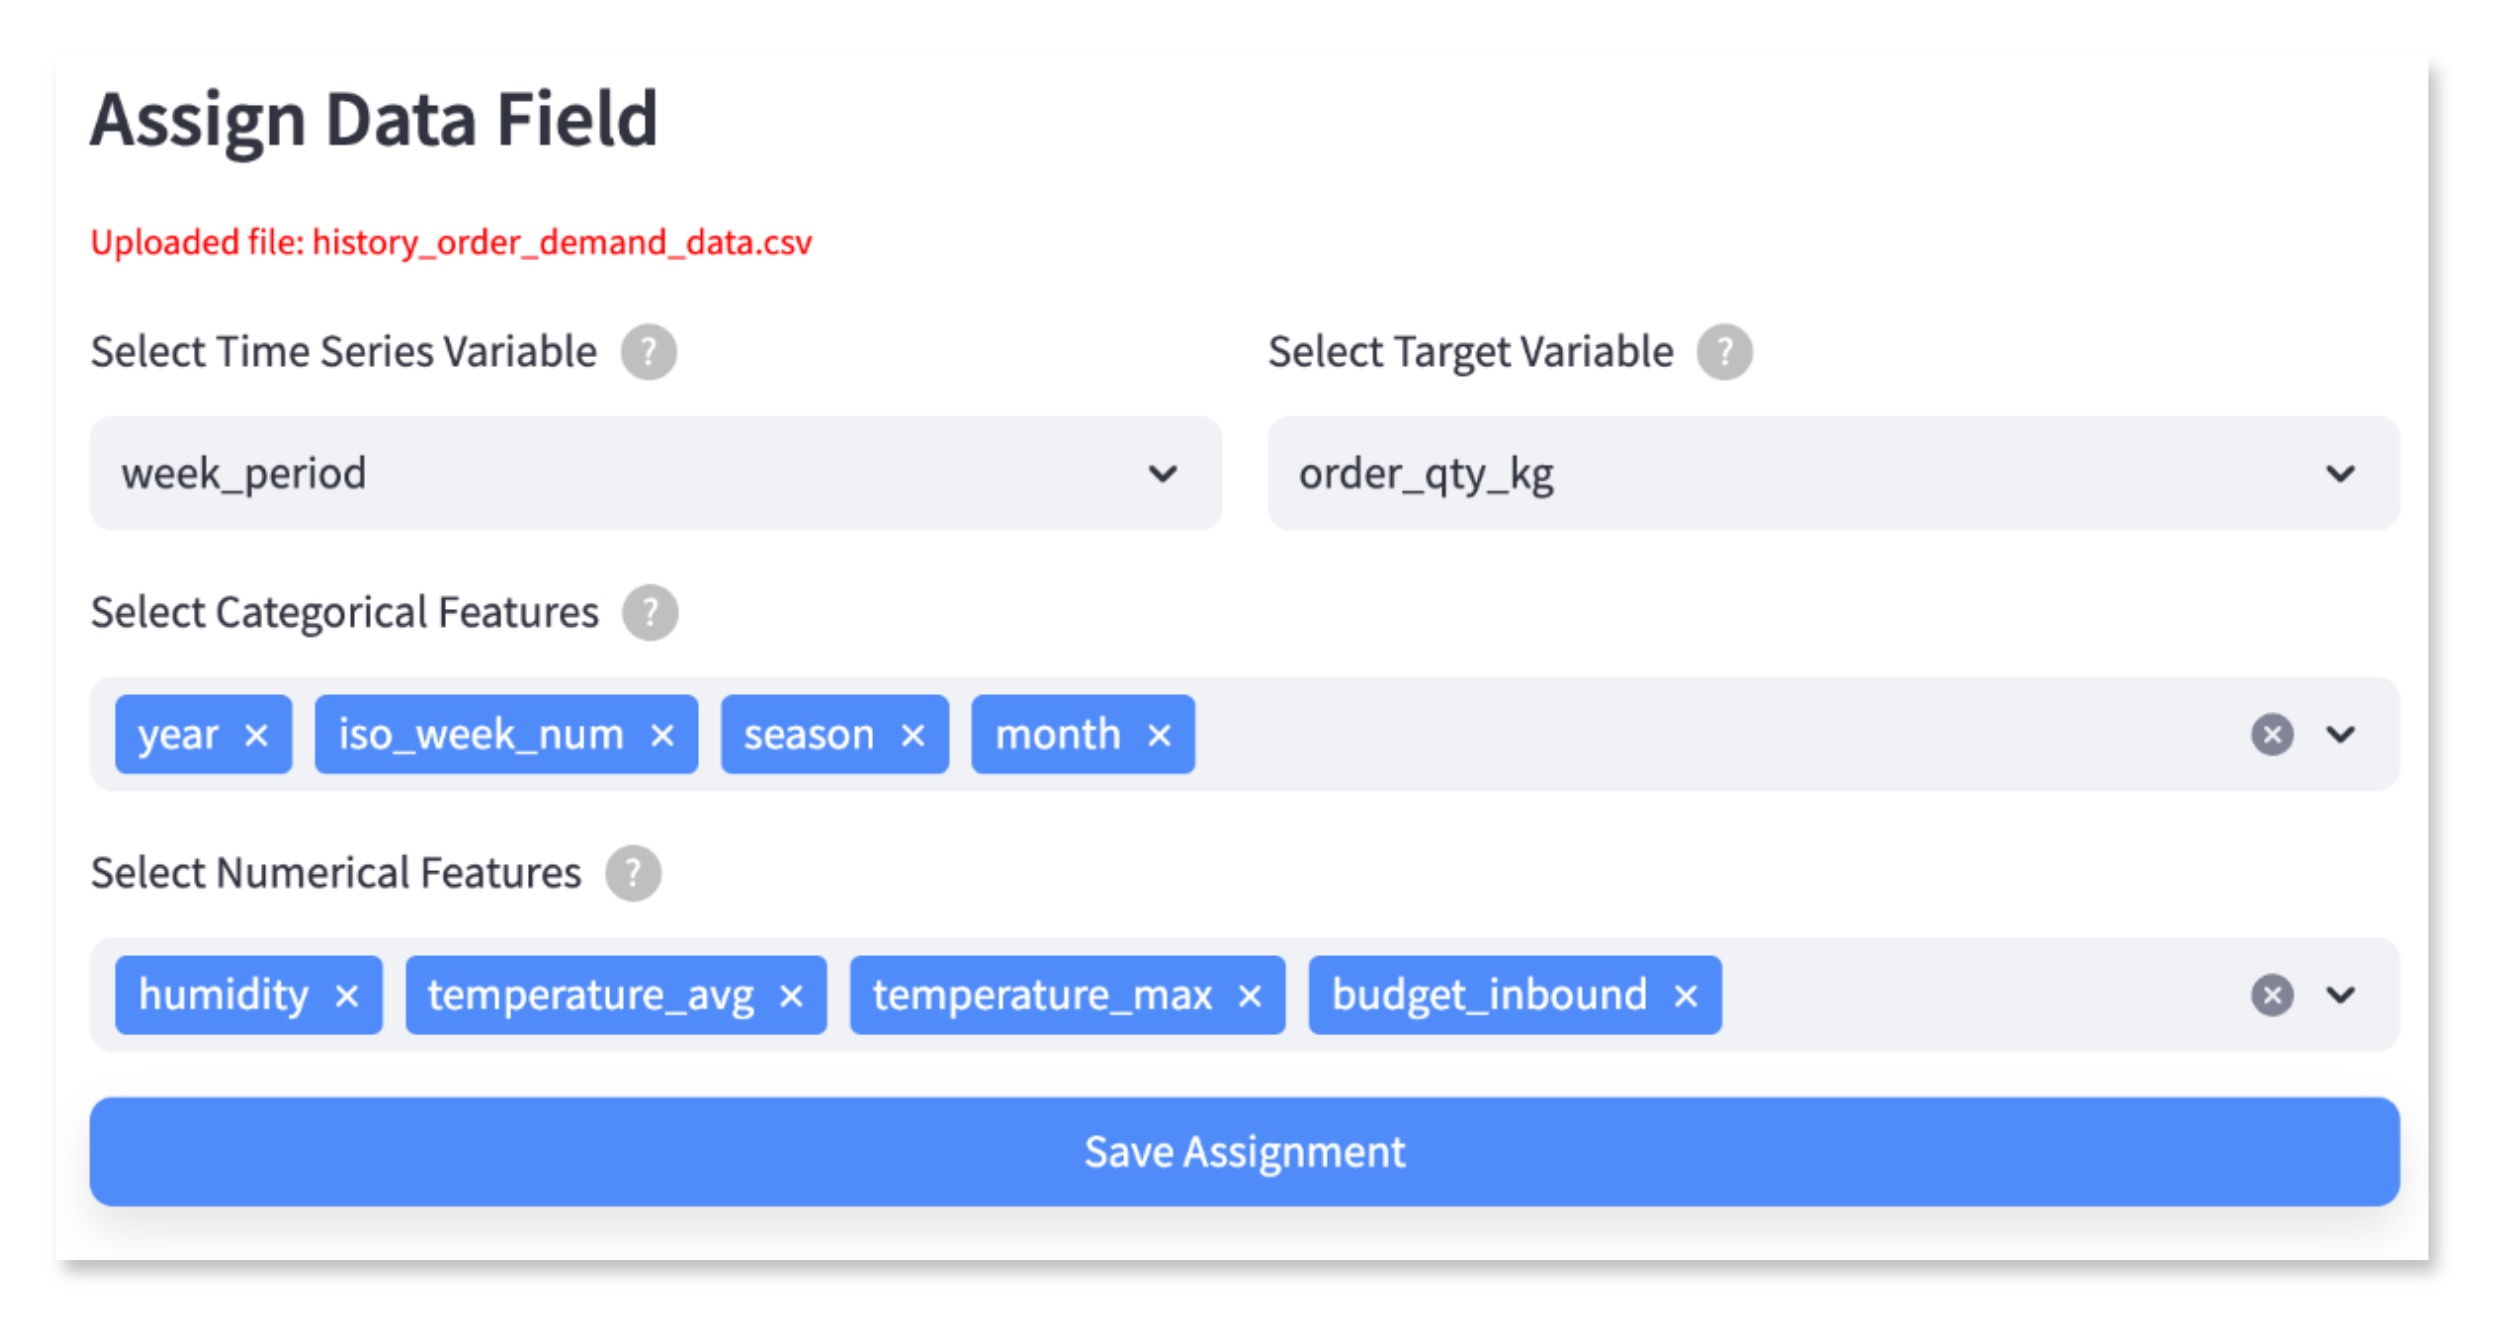 Assign Data Field
Uploaded file: history_order_demand_data.csv
Select Time Series Variable ?
Select Target Variable ?
week_period
order_qty_kg
Select Categorical Features ?
year × iso_week_num × season × month ×
Select Numerical Features ?
humidity × temperature_avg × temperature_max × budget_inbound ×
Save Assignment